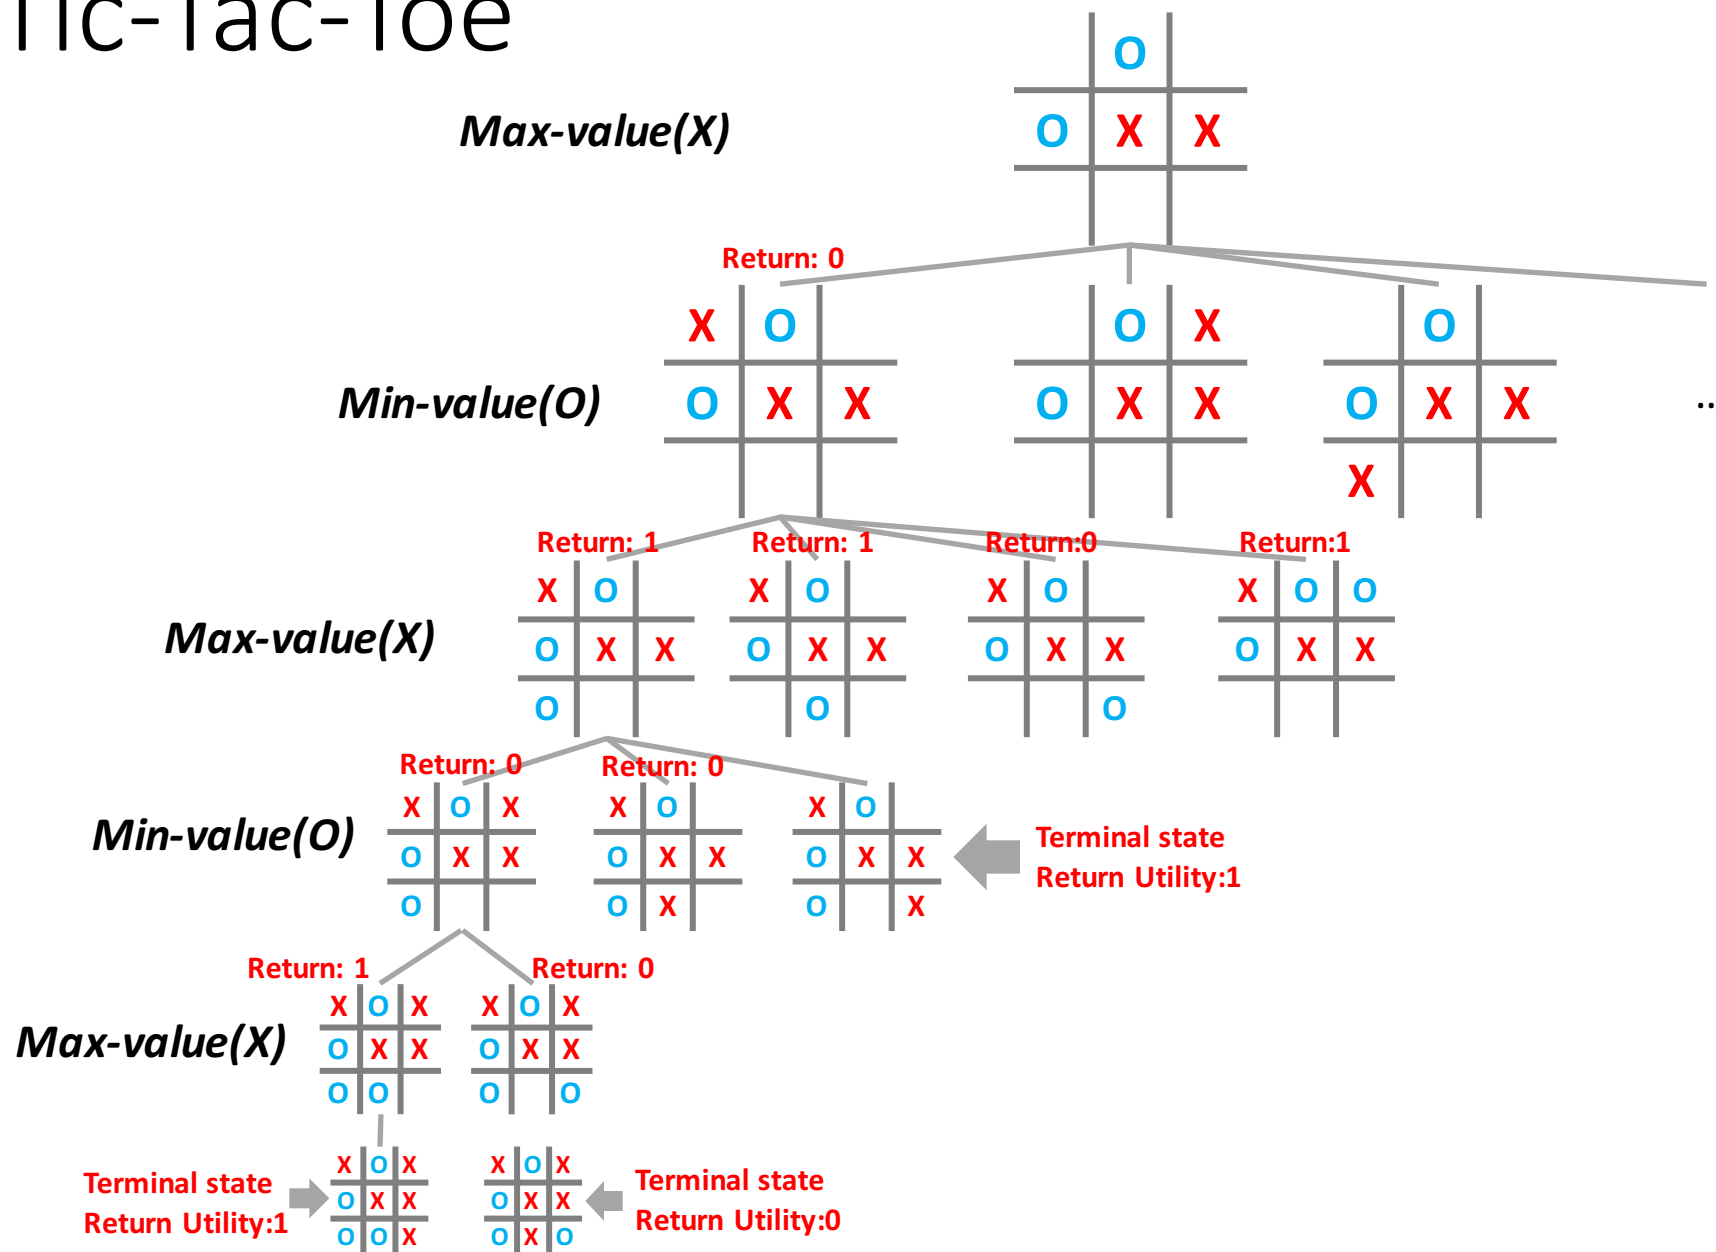 Tic-Tac-Toe
O
Max-value(X)
O X X
Return: 0
X O
O X
O
Min-value(O)
O X X
O X X
O X X
..
X
Return: 1
Return: 1
Return:0
Return:1
X O
X O
X O
X O O
Max-value(X)
O X X
O X X
O X X
O X X
O
O
O
Return: 0
Return: 0
X O X
X O
X O
Min-value(O)
O X X
O X X
O X X
Terminal state
Return Utility:1
O
O X
O X
Return: 1
Return: 0
X O X
X O X
Max-value(X)
O X X
O X X
O O
O O
X O X
X O X
Terminal state
Return Utility:1
O X X
O X X
Terminal state
Return Utility:0
O O X
O X O